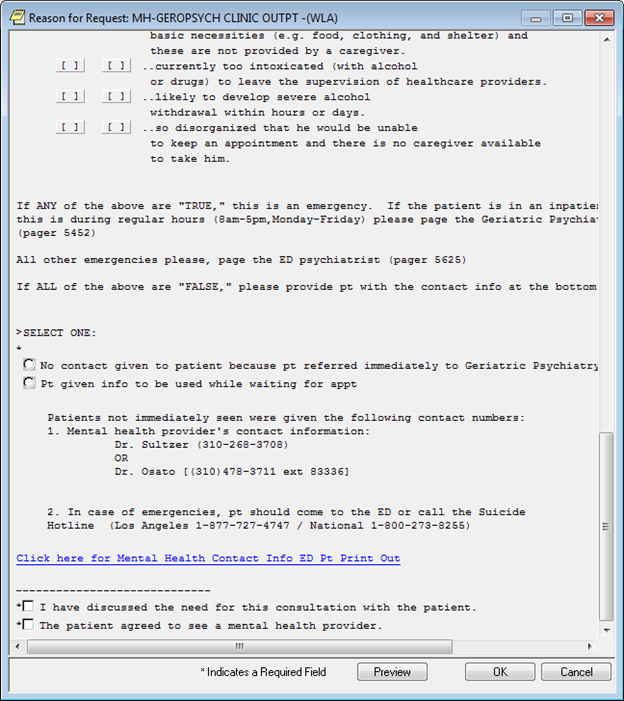 Reason for Request: MH-GEROPSYCH CLINIC OUTPT -(WLA)
basic necessities (e.g. food, clothing, and shelter) and
these are not provided by a caregiver.
[ ] [ ] ..currently too intoxicated (with alcohol
or drugs) to leave the supervision of healthcare providers.
[ ] [ ] ..likely to develop severe alcohol
withdrawal within hours or days.
[ ] [ ] ..so disorganized that he would be unable
to keep an appointment and there is no caregiver available
to take him.
If ANY of the above are "TRUE," this is an emergency. If the patient is in an inpatien
this is during regular hours (8am-5pm,Monday-Friday) please page the Geriatric Psychia
(pager 5452)
All other emergencies please, page the ED psychiatrist (pager 5625)
If ALL of the above are "FALSE," please provide pt with the contact info at the bottom
>SELECT ONE:
*
No contact given to patient because pt referred immediately to Geriatric Psychiatry
Pt given info to be used while waiting for appt
Patients not immediately seen were given the following contact numbers:
1. Mental health provider's contact information:
Dr. Sultzer (310-268-3708)
OR
Dr. Osato [(310)478-3711 ext 83336]
2. In case of emergencies, pt should come to the ED or call the Suicide
Hotline (Los Angeles 1-877-727-4747 / National 1-800-273-8255)
Click here for Mental Health Contact Info ED Pt Print Out
-----------------------------
* I have discussed the need for this consultation with the patient.
* The patient agreed to see a mental health provider.
* Indicates a Required Field Preview OK Cancel